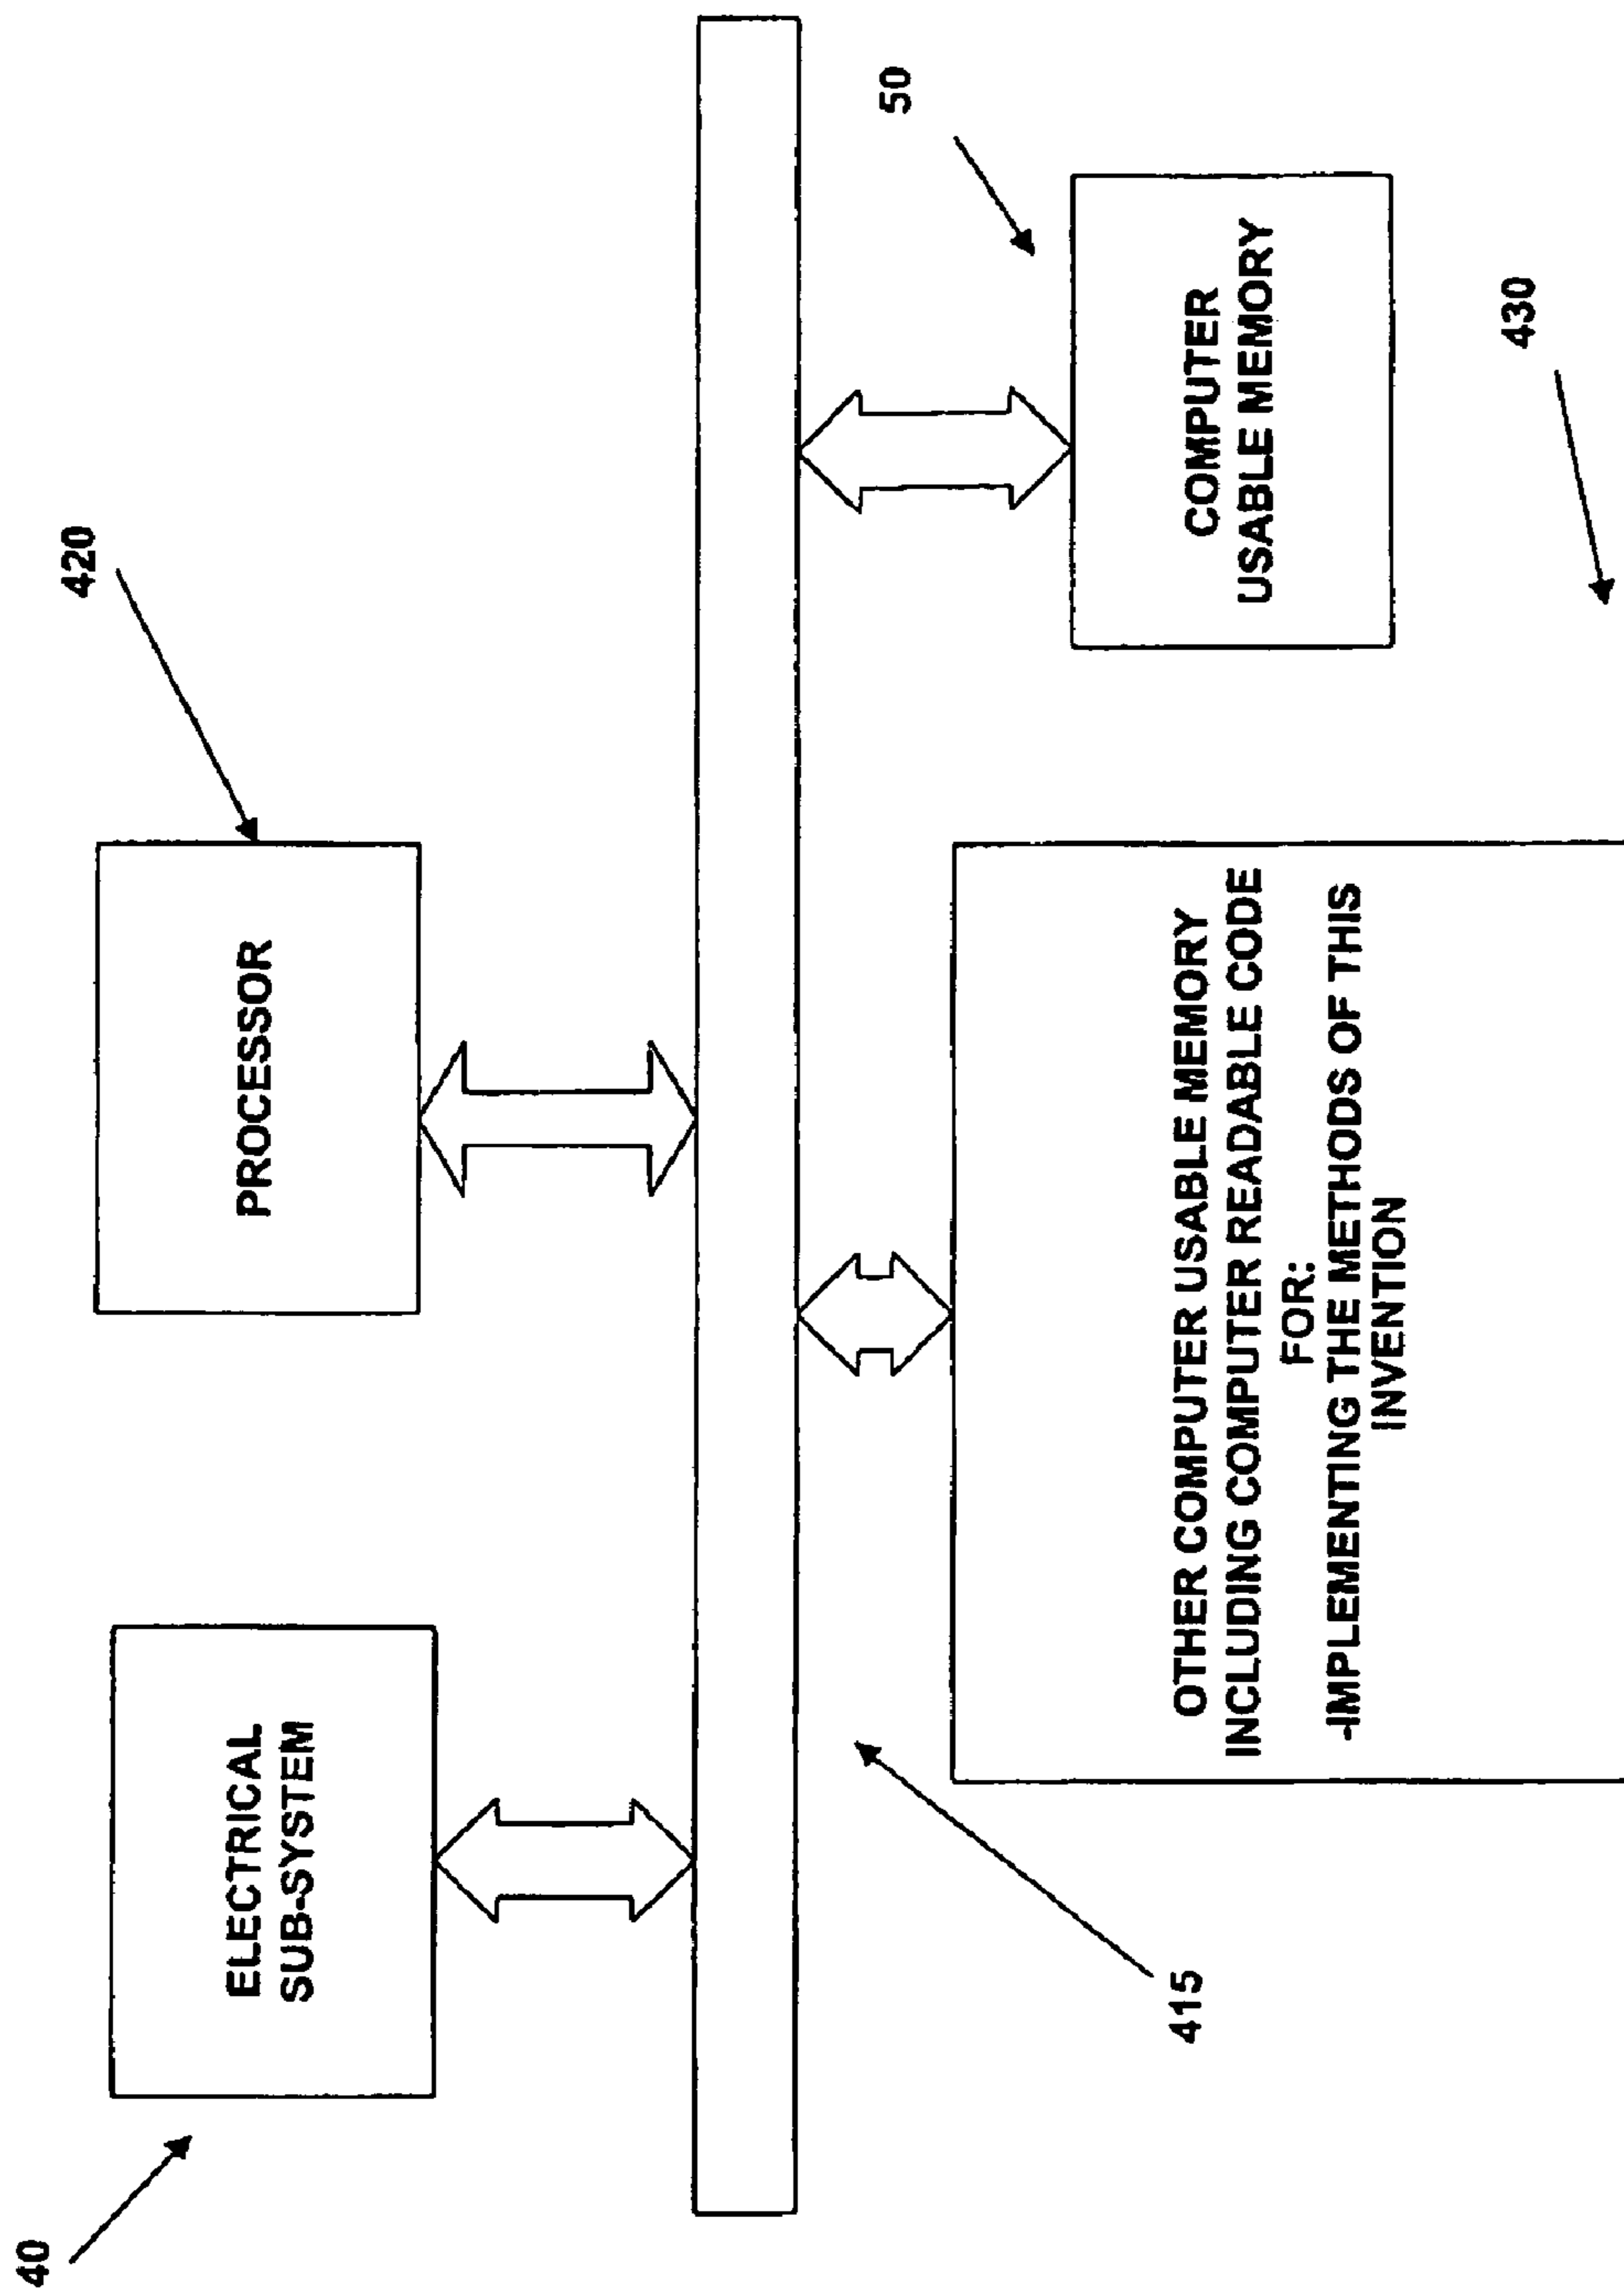 40
ELECTRICAL
SUB-SYSTEM
PROCESSOR
420
415
OTHER COMPUTER USABLE MEMORY
INCLUDING COMPUTER READABLE CODE
FOR:
-IMPLEMENTING THE METHODS OF THIS
INVENTION
COMPUTER
USABLE MEMORY
50
430